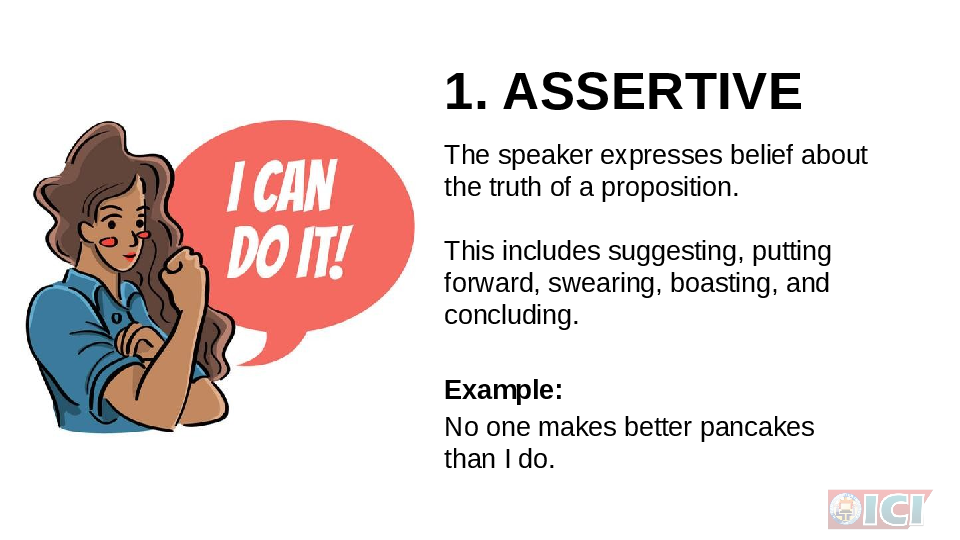 I CAN
DO IT!
1. ASSERTIVE
The speaker expresses belief about
the truth of a proposition.
This includes suggesting, putting
forward, swearing, boasting, and
concluding.
Example:
No one makes better pancakes
than I do.
ICI